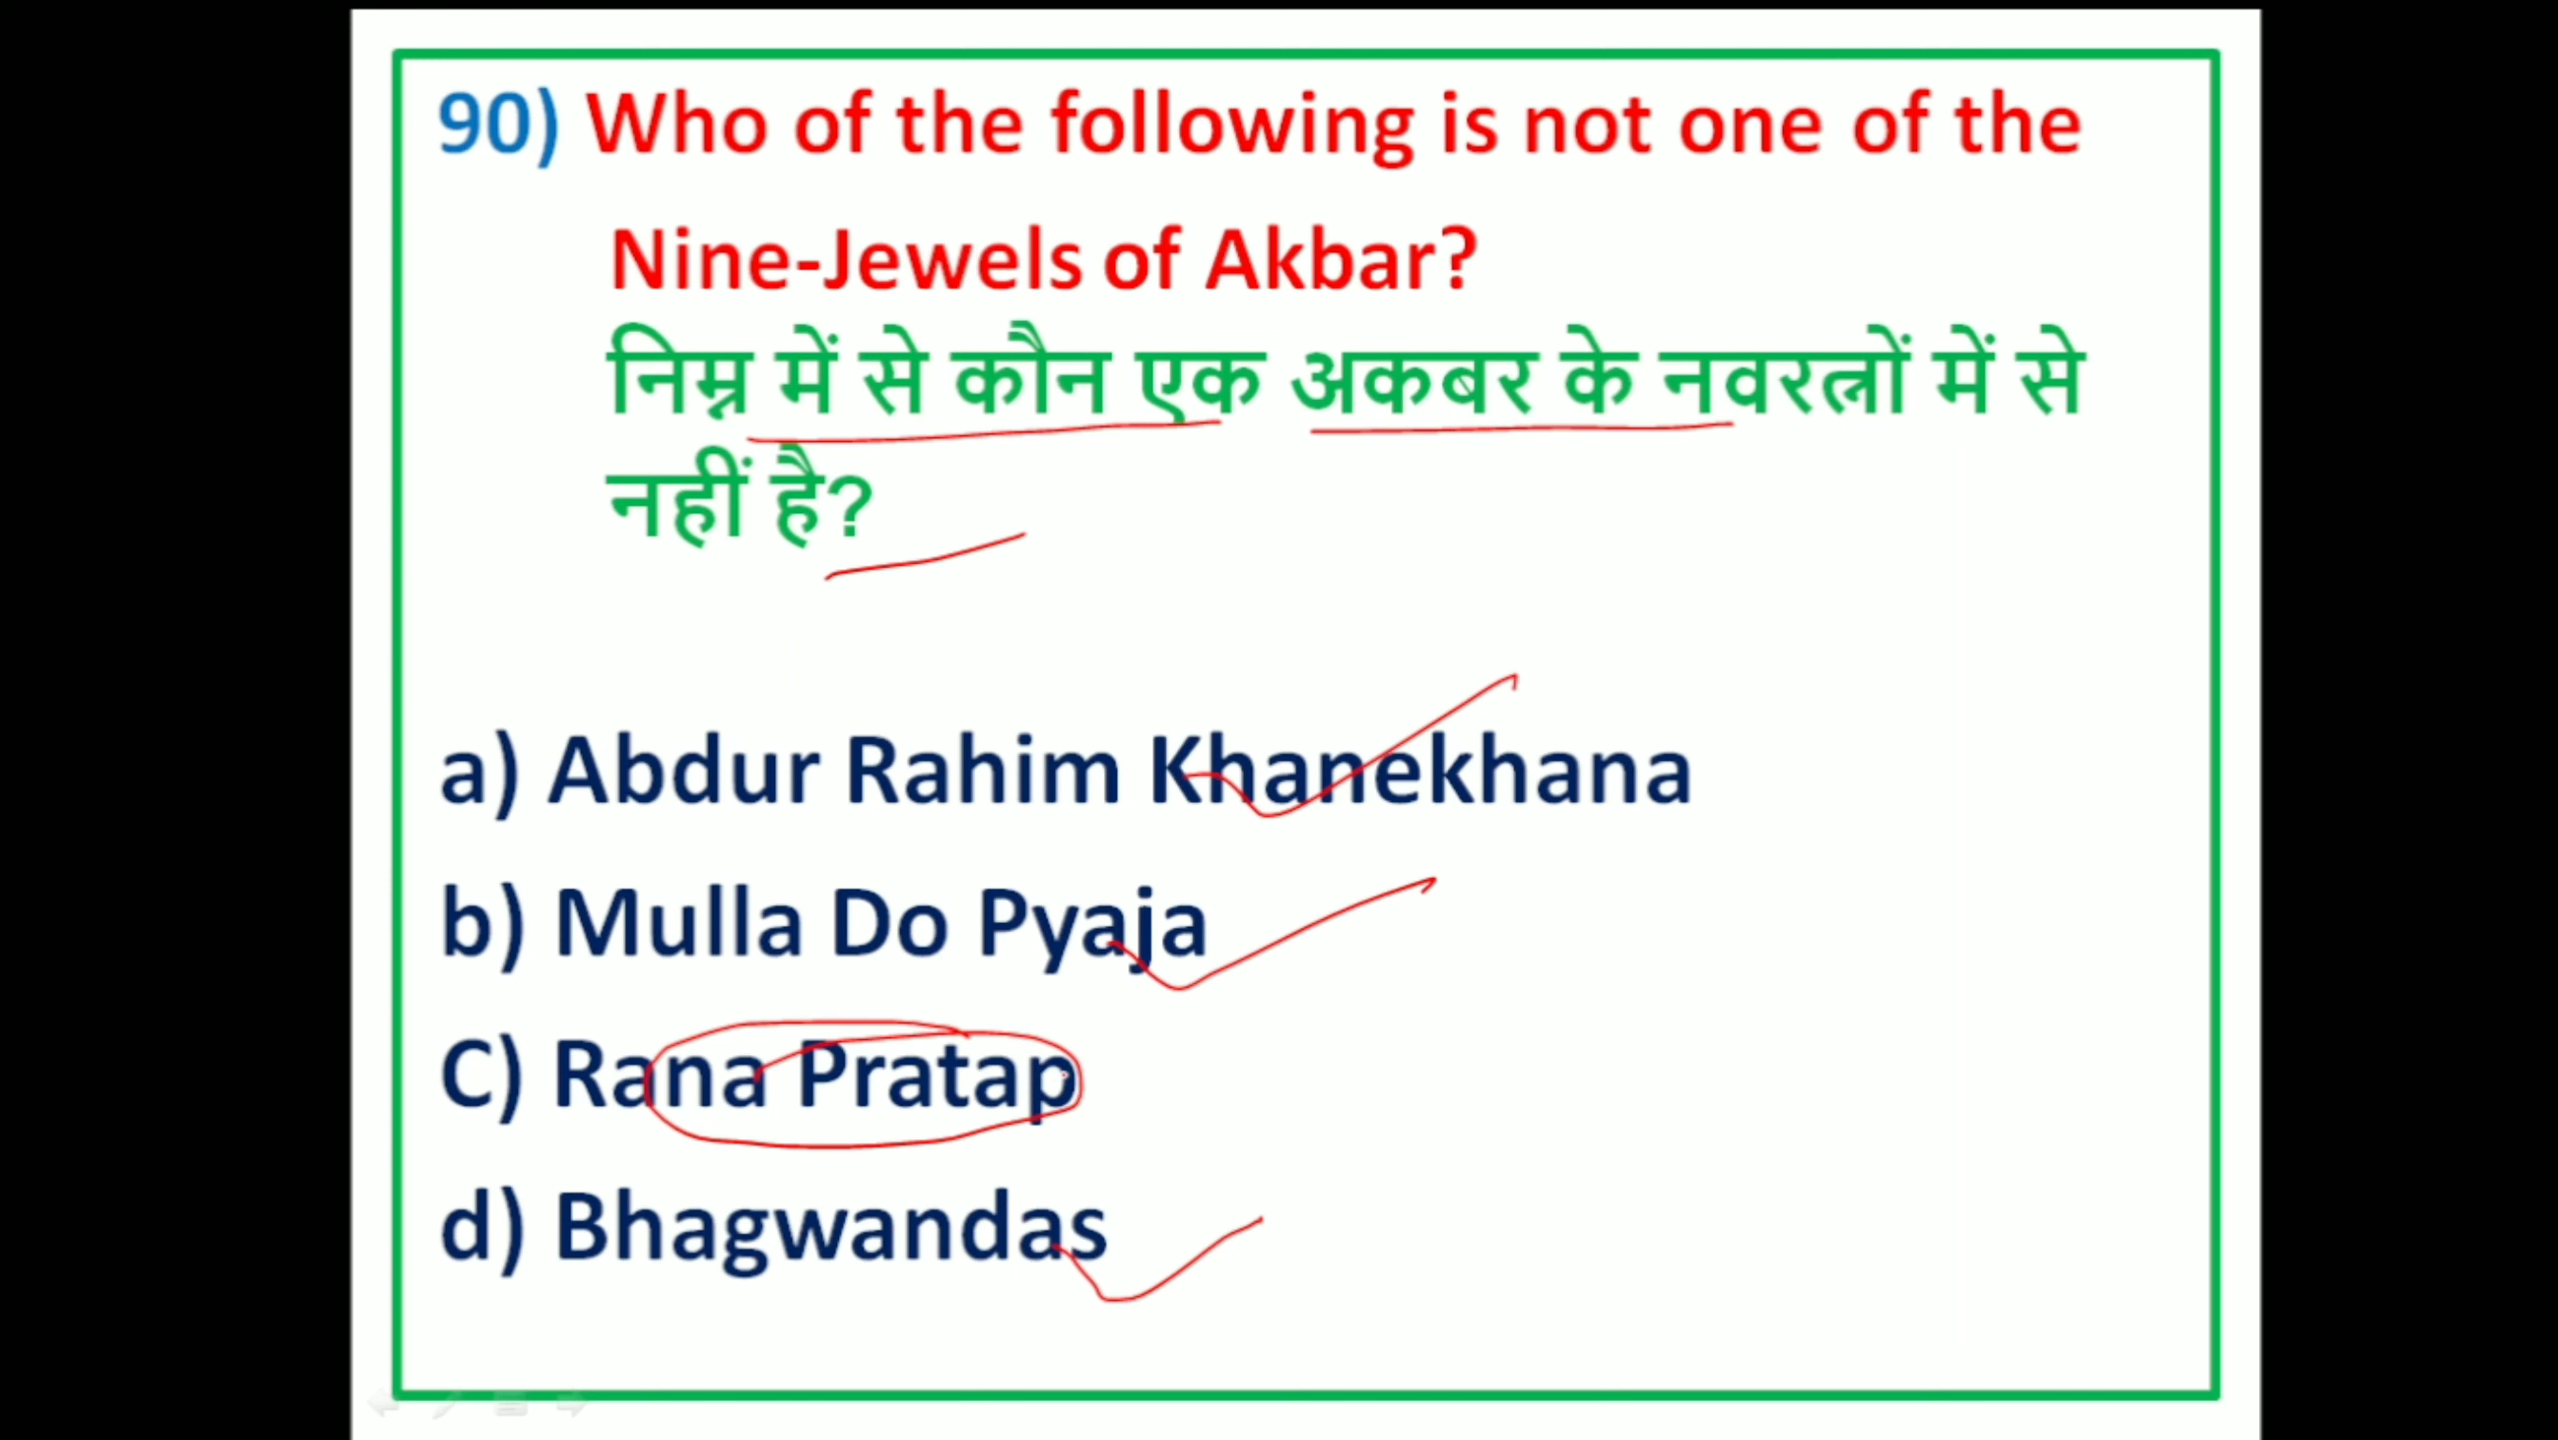 90) Who of the following is not one of the
Nine-Jewels of Akbar?
निम्न में से कौन एक अकबर के नवरत्नों में से
नहीं है?
a) Abdur Rahim Khanekhana
b) Mulla Do Pyaja
C) Rana Pratap
d) Bhagwandas